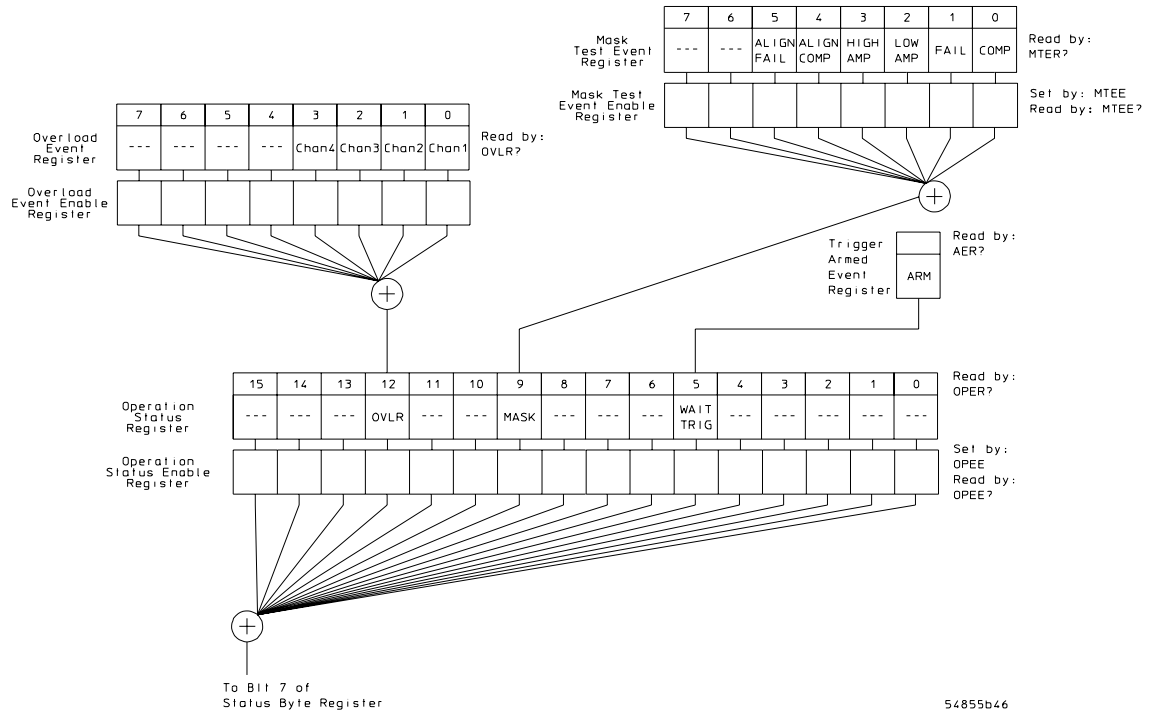 7 6 5 4 3 2 1 0
Mask
Test Event
Register
--- --- ALIGN FAIL ALIGN COMP HIGH AMP LOW AMP FAIL COMP
Read by:
MTER?
Mask Test
Event Enable
Register
Set by: MTEE
Read by: MTEE?
7 6 5 4 3 2 1 0
Overload
Event
Register
--- --- --- --- Chan4 Chan3 Chan2 Chan1
Read by:
OVLR?
Overload
Event Enable
Register
+
+
Trigger
Armed
Event
Register
ARM
Read by:
AER?
15 14 13 12 11 10 9 8 7 6 5 4 3 2 1 0
Operation
Status
Register
--- --- --- OVLR --- --- MASK --- --- --- WAIT TRIG --- --- --- --- ---
Read by:
OPER?
Operation
Status Enable
Register
Set by:
OPEE
Read by:
OPEE?
+
To Bit 7 of
Status Byte Register
54855b46